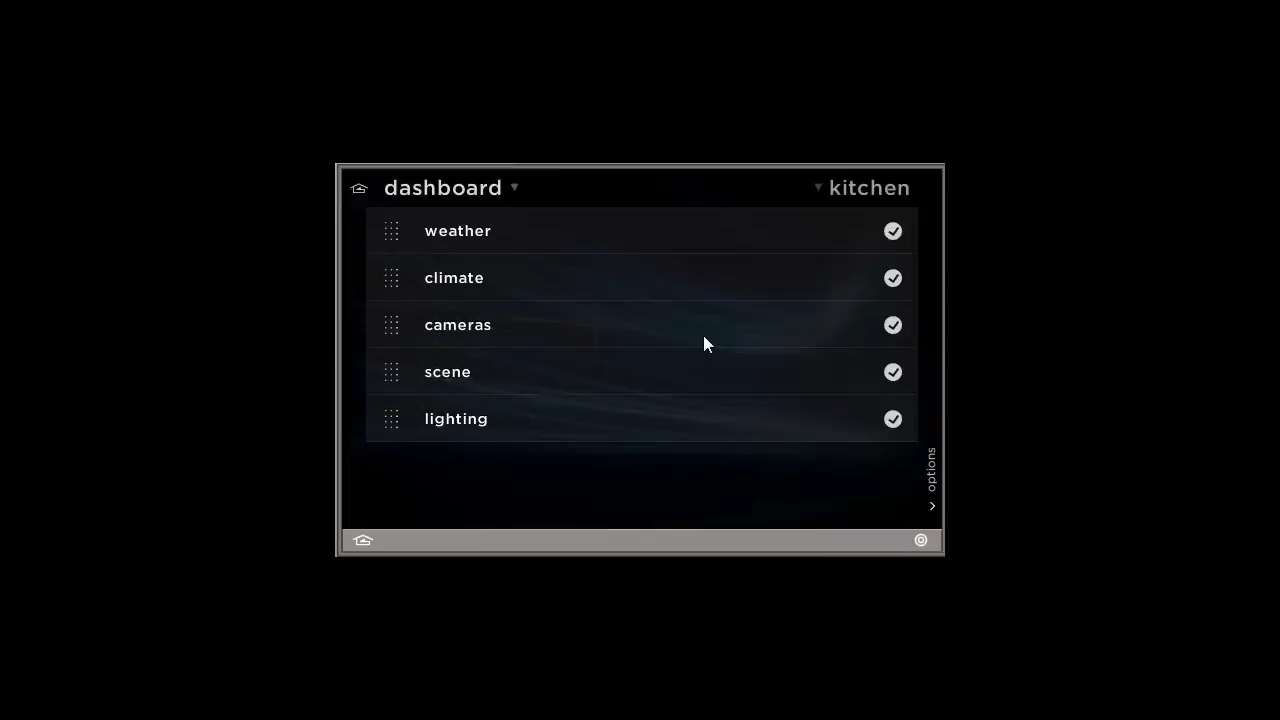 dashboard
kitchen
weather
climate
cameras
scene
lighting
options